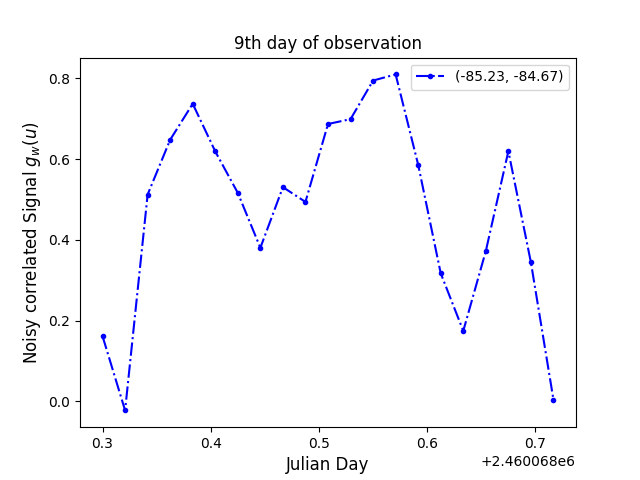 9th day of observation
(-85.23, -84.67)
Noisy correlated Signal g_w(u)
0.8
0.6
0.4
0.2
0.0
0.3 0.4 0.5 0.6 0.7
+2.460068e6
Julian Day